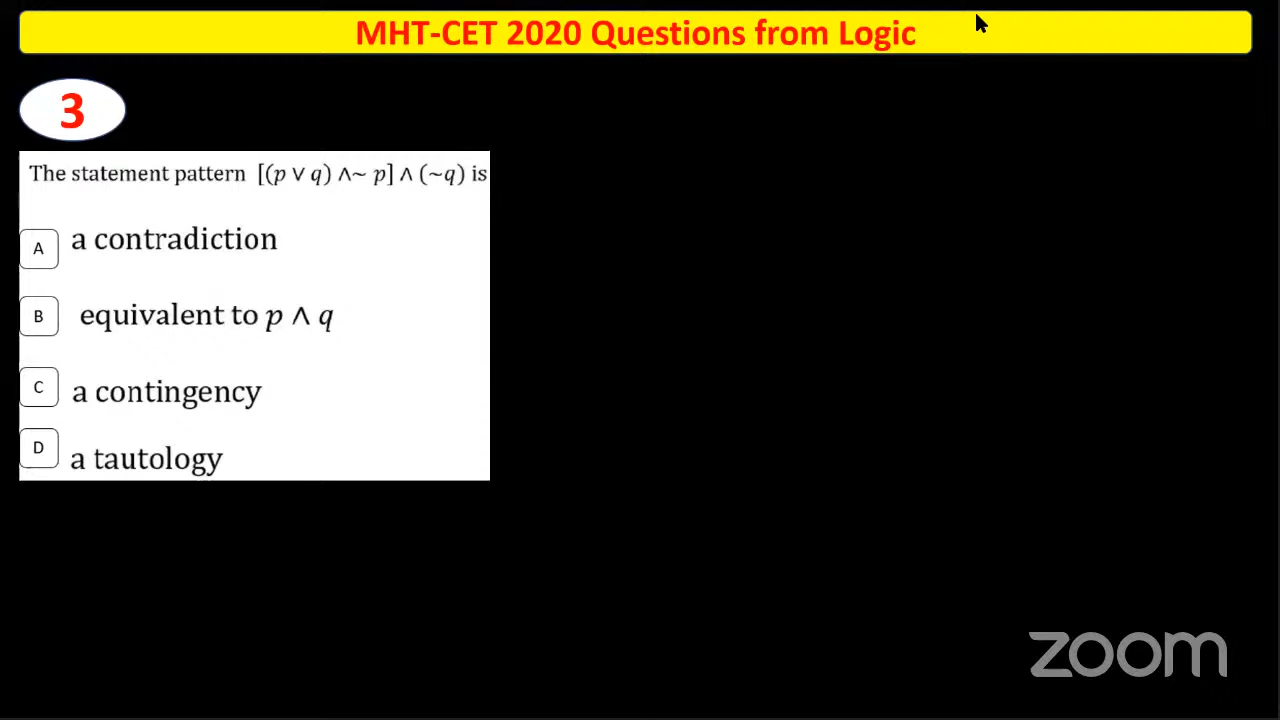 MHT-CET 2020 Questions from Logic
3
The statement pattern [(p ∨ q) ∧~ p] ∧ (~q) is
A a contradiction
B equivalent to p ∧ q
C a contingency
D a tautology
zoom